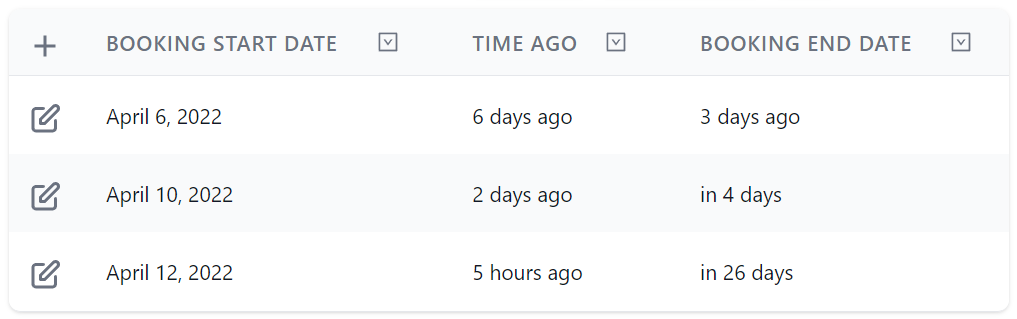 BOOKING START DATE TIME AGO BOOKING END DATE
April 6, 2022 6 days ago 3 days ago
April 10, 2022 2 days ago in 4 days
April 12, 2022 5 hours ago in 26 days